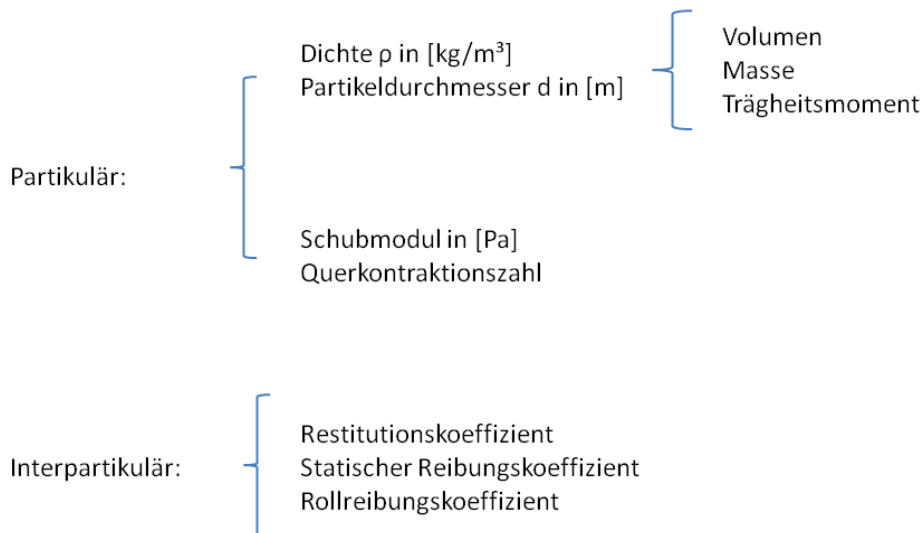 Partikulär:
Dichte ρ in [kg/m³]
Partikeldurchmesser d in [m]
Volumen
Masse
Trägheitsmoment
Schubmodul in [Pa]
Querkontraktionszahl
Interpartikulär:
Restitutionskoeffizient
Statischer Reibungskoeffizient
Rollreibungskoeffizient